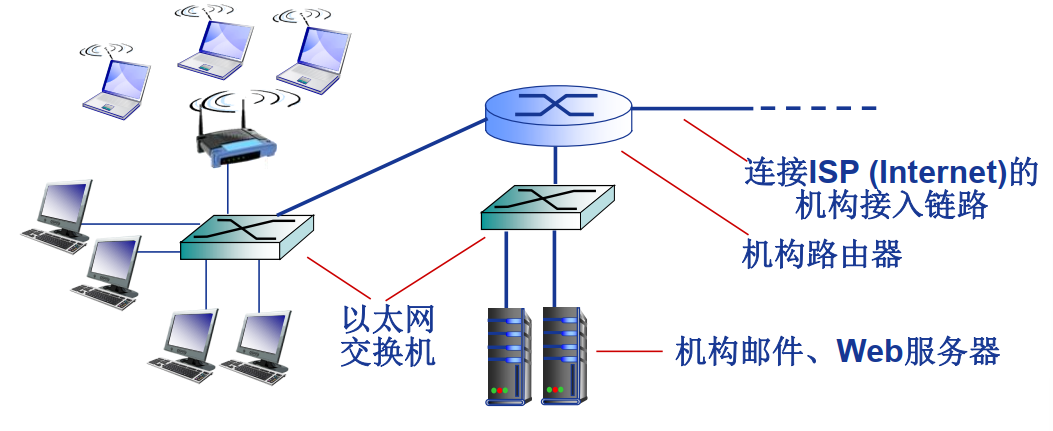 连接ISP (Internet)的
机构接入链路
机构路由器
以太网
交换机
机构邮件、Web服务器